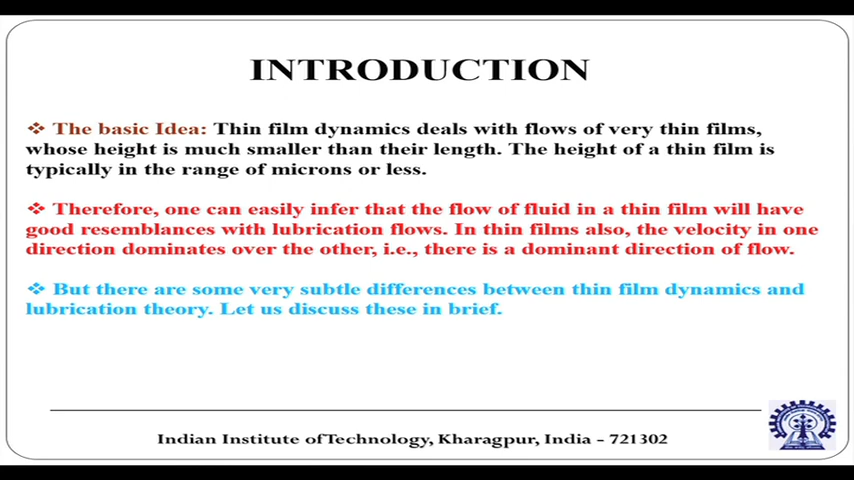 INTRODUCTION
❖ The basic Idea: Thin film dynamics deals with flows of very thin films,
whose height is much smaller than their length. The height of a thin film is
typically in the range of microns or less.
❖ Therefore, one can easily infer that the flow of fluid in a thin film will have
good resemblances with lubrication flows. In thin films also, the velocity in one
direction dominates over the other, i.e., there is a dominant direction of flow.
❖ But there are some very subtle differences between thin film dynamics and
lubrication theory. Let us discuss these in brief.
Indian Institute of Technology, Kharagpur, India - 721302